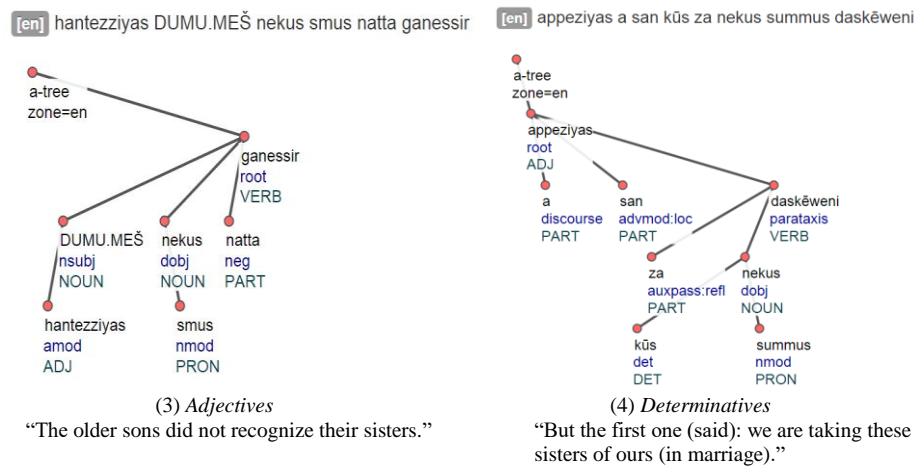 [en] hantezziyas DUMU.MEŠ nekus smus natta ganessir
a-tree
zone=en
ganessir
root
VERB
DUMU.MEŠ nekus natta
nsubj dobj neg
NOUN NOUN PART
hantezziyas smus
amod nmod
ADJ PRON
(3) Adjectives
“The older sons did not recognize their sisters.”
[en] appeziyas a san kūs za nekus summus daskēweni
a-tree
zone=en
appeziyas
root
ADJ
a san daskēweni
discourse advmod:loc parataxis
PART PART VERB
za nekus
auxpass:refl dobj
PART NOUN
kūs summus
det nmod
DET PRON
(4) Determinatives
“But the first one (said): we are taking these
sisters of ours (in marriage).”